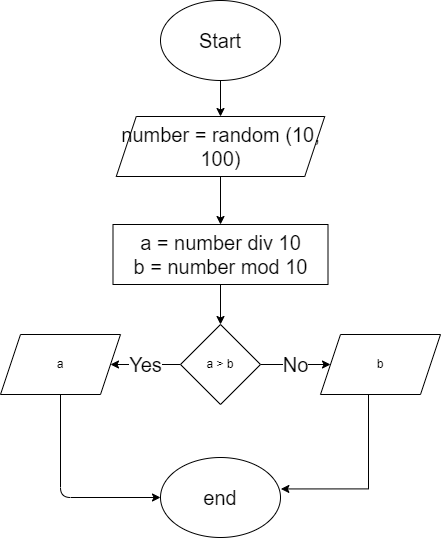 Start
number = random (10,
100)
a = number div 10
b = number mod 10
a > b
Yes
No
a
b
end